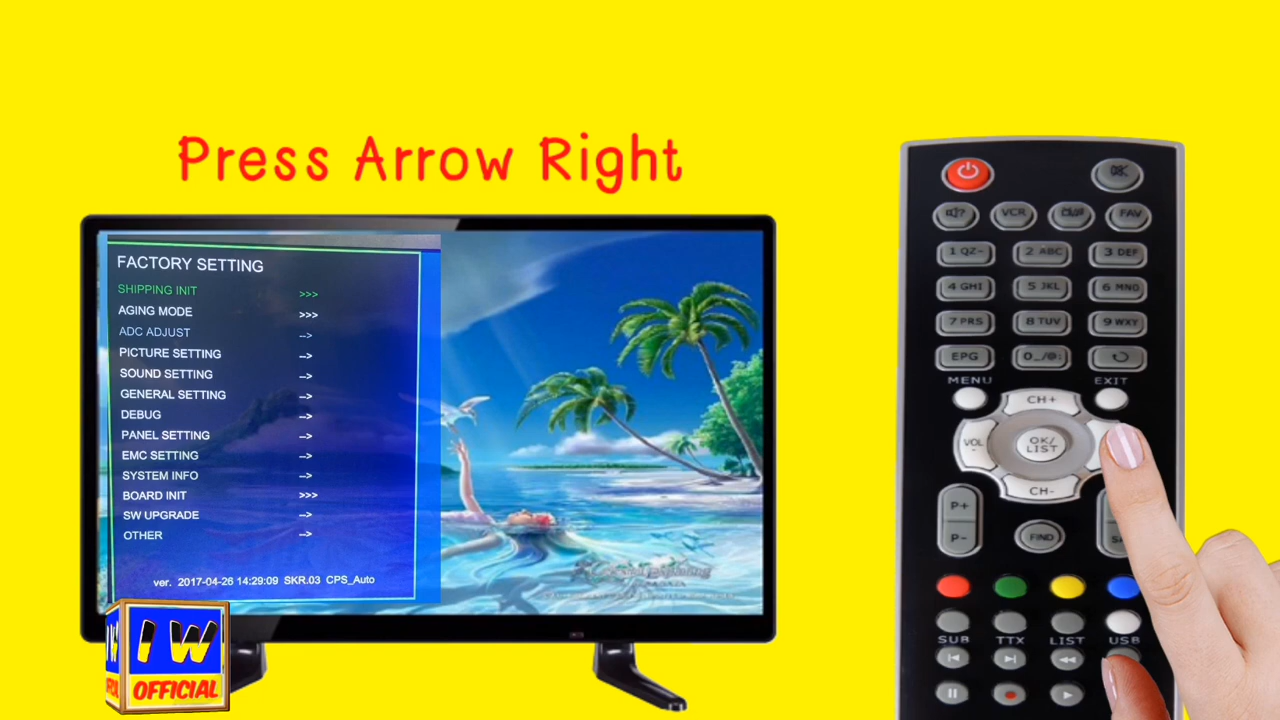 Press Arrow Right
FACTORY SETTING
SHIPPING INIT >>>
AGING MODE >>>
ADC ADJUST -->
PICTURE SETTING -->
SOUND SETTING -->
GENERAL SETTING -->
DEBUG -->
PANEL SETTING -->
EMC SETTING -->
SYSTEM INFO -->
BOARD INIT >>>
SW UPGRADE -->
OTHER -->
ver. 2017-04-26 14:29:09 SKR.03 CPS_Auto
I W
OFFICIAL
VCR
FAV
1 QZ-
2 ABC
3 DEF
4 GHI
5 JKL
6 MNO
7 PRS
8 TUV
9 WXY
EPG
0_/@:
MENU
EXIT
CH+
VOL
-
OK/
LIST
CH-
P+
P-
FIND
SUB
TTX
LIST
USB